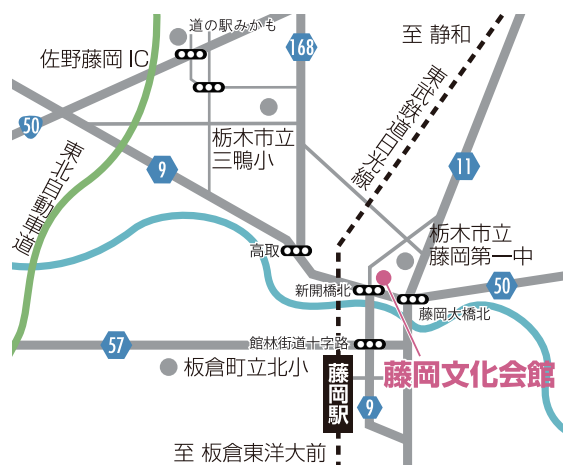 道の駅みかも
至 静和
168
佐野藤岡IC
50
栃木市立
三鴨小
東武鉄道日光線
9
11
東北自動車道
栃木市立
藤岡第一中
高取
新開橋北
50
藤岡大橋北
57
館林街道十字路
板倉町立北小
藤岡駅
藤岡文化会館
9
至 板倉東洋大前